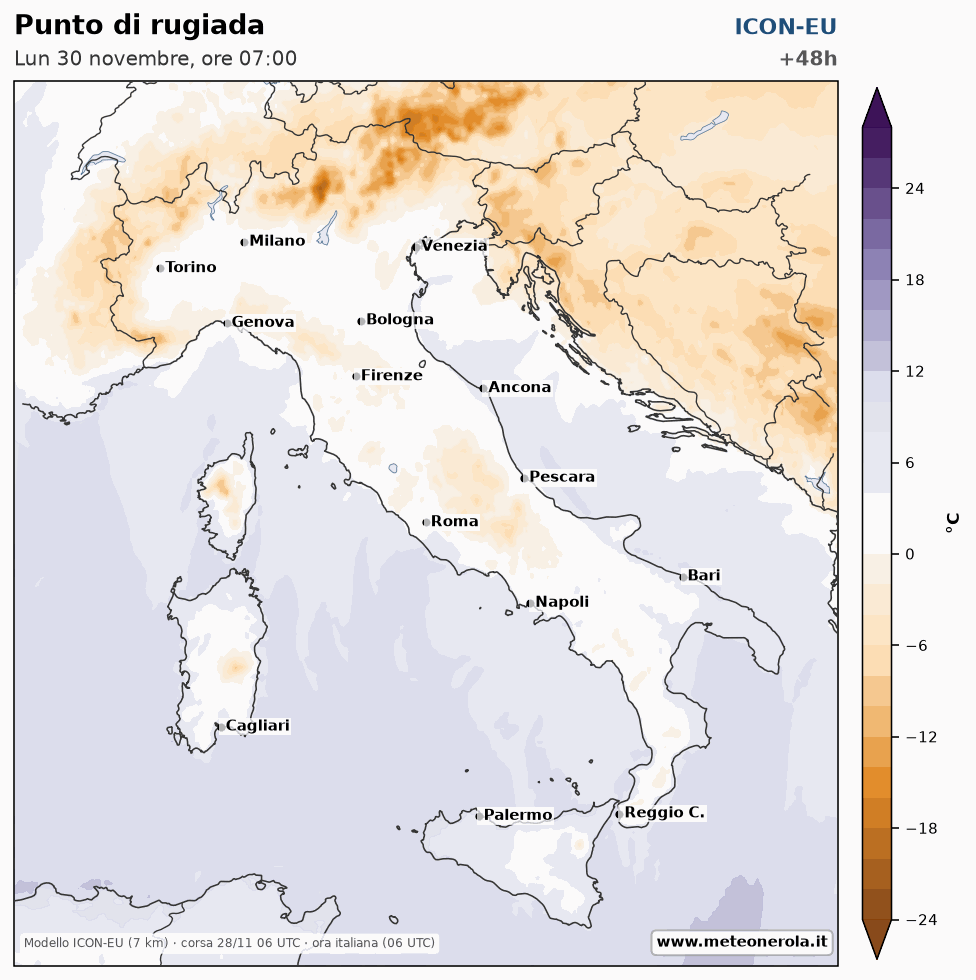 Punto di rugiada
ICON-EU
Lun 30 novembre, ore 07:00
+48h
Milano
Venezia
Torino
Genova
Bologna
Firenze
Ancona
Pescara
Roma
Bari
Napoli
Cagliari
Palermo
Reggio C.
24
18
12
6
0
−6
−12
−18
−24
°C
Modello ICON-EU (7 km) · corsa 28/11 06 UTC · ora italiana (06 UTC)
www.meteonerola.it